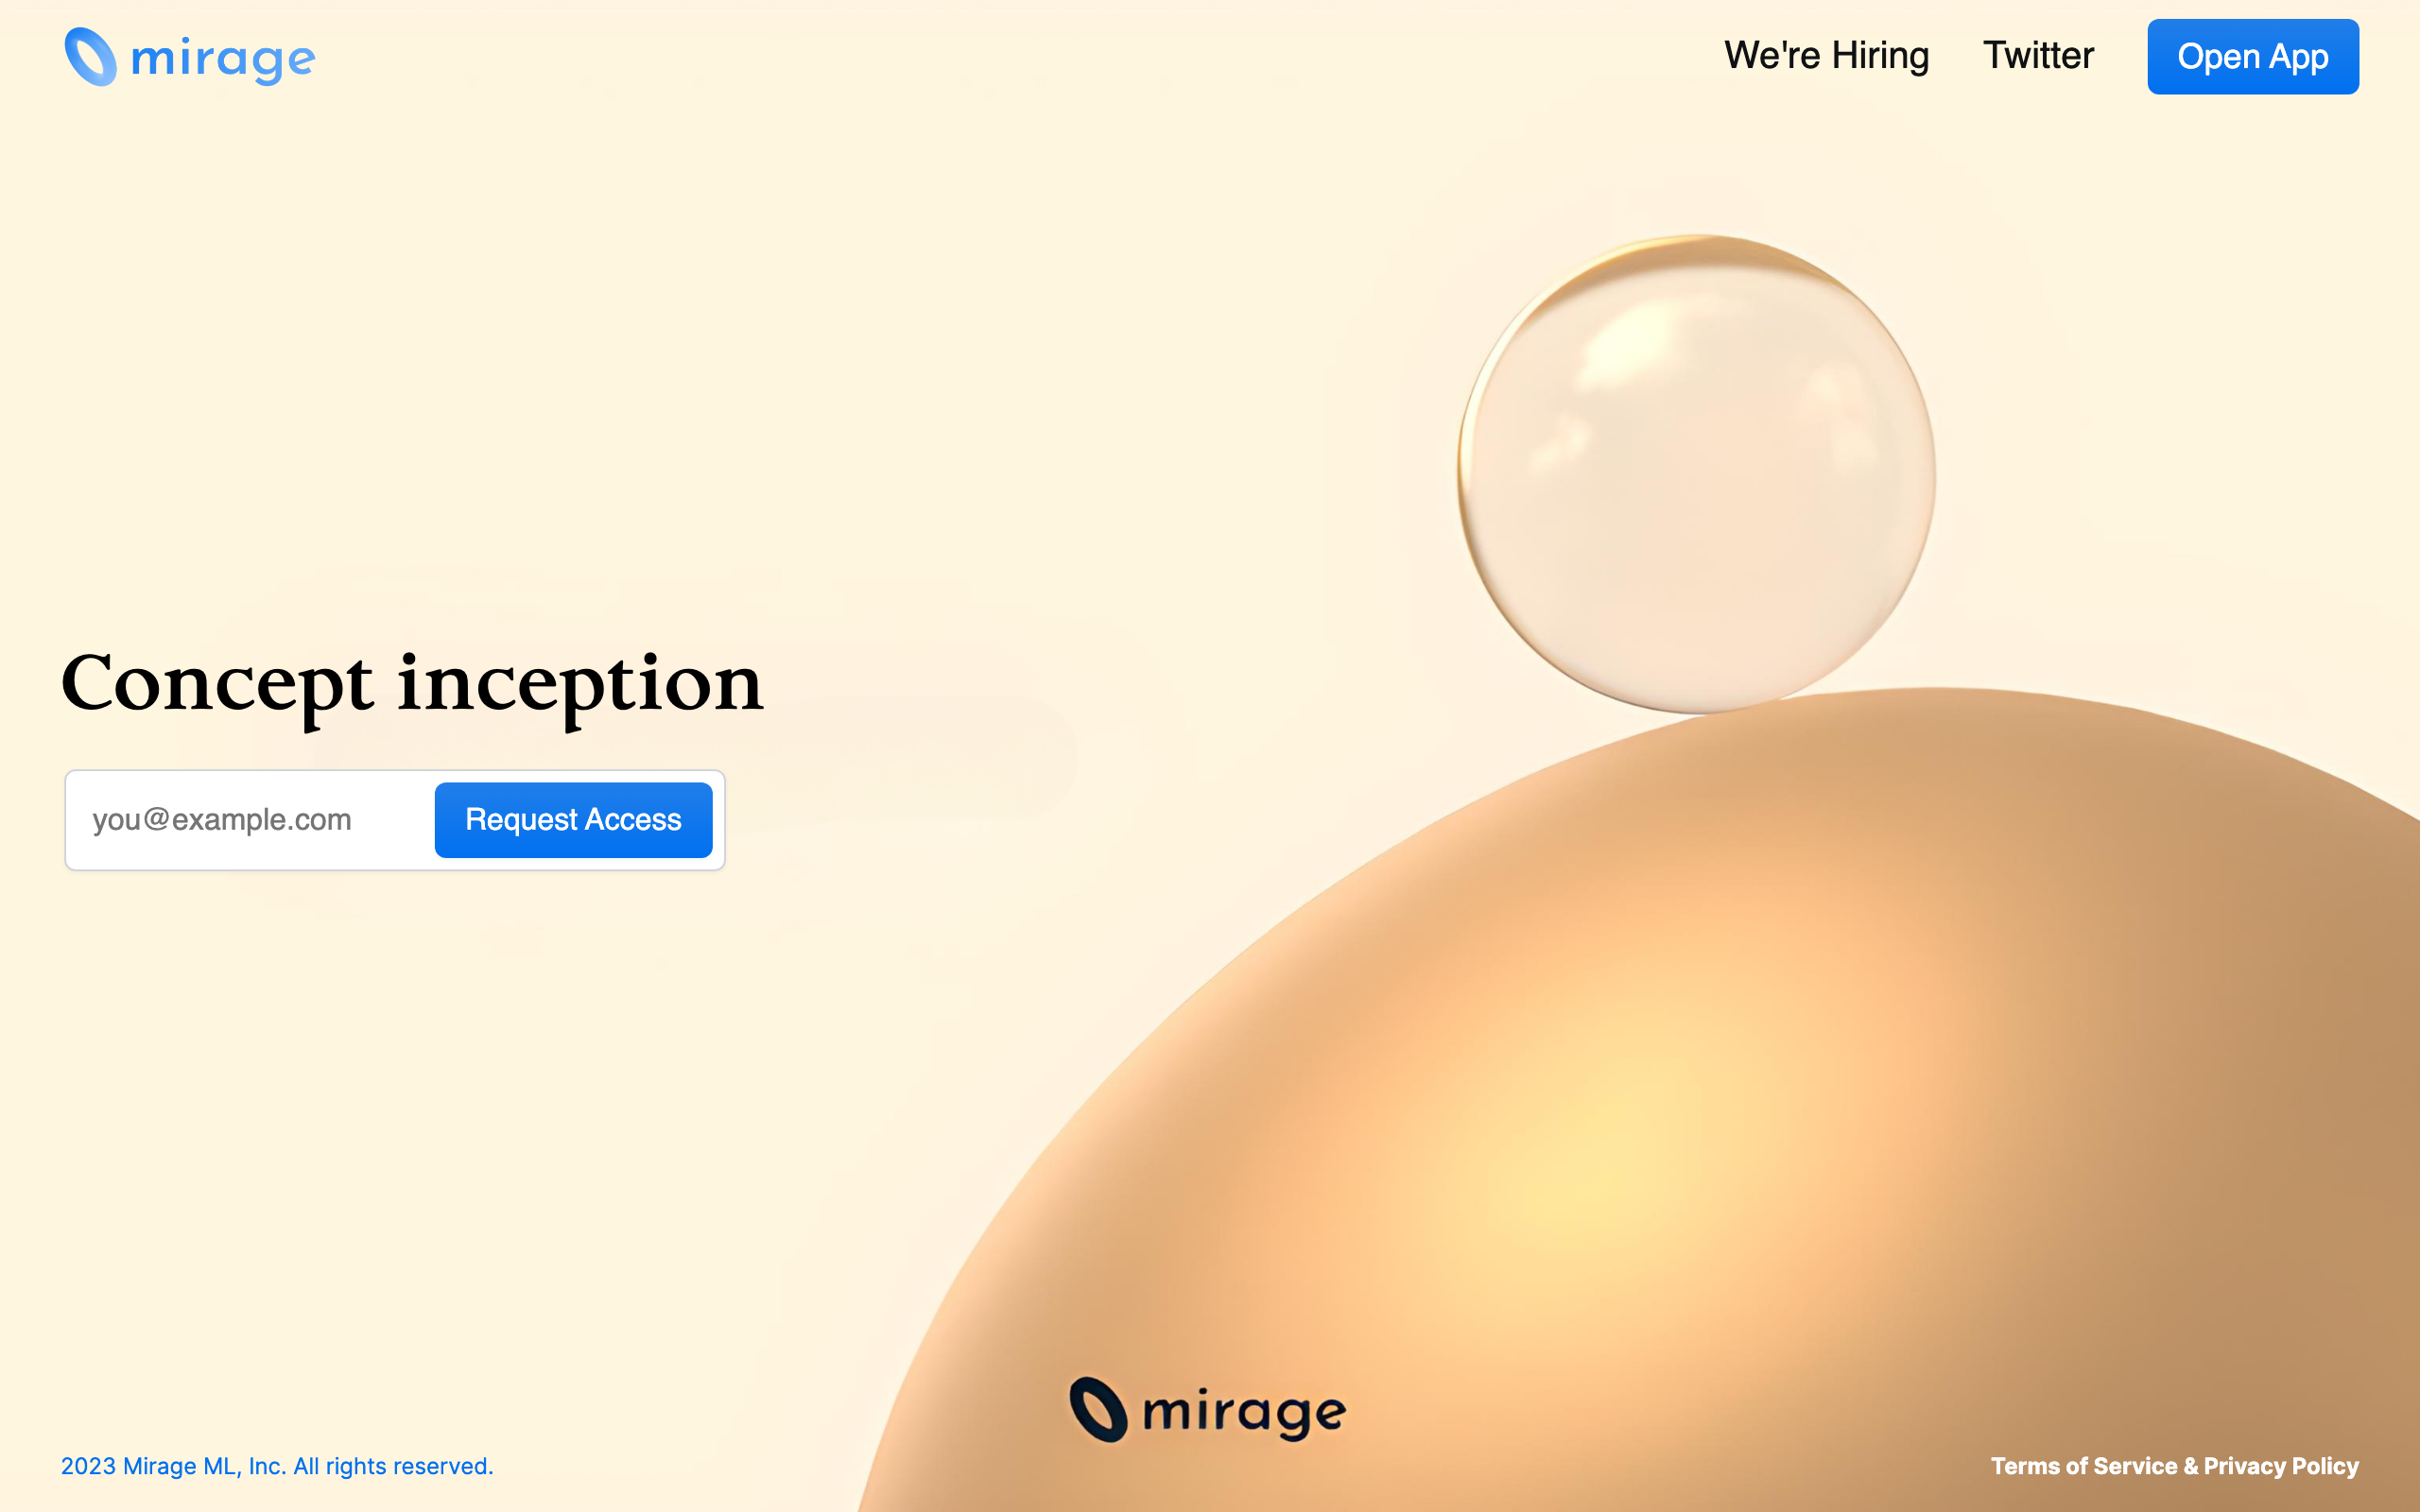 mirage
We're Hiring
Twitter
Open App
Concept inception
you@example.com
Request Access
mirage
2023 Mirage ML, Inc. All rights reserved.
Terms of Service & Privacy Policy